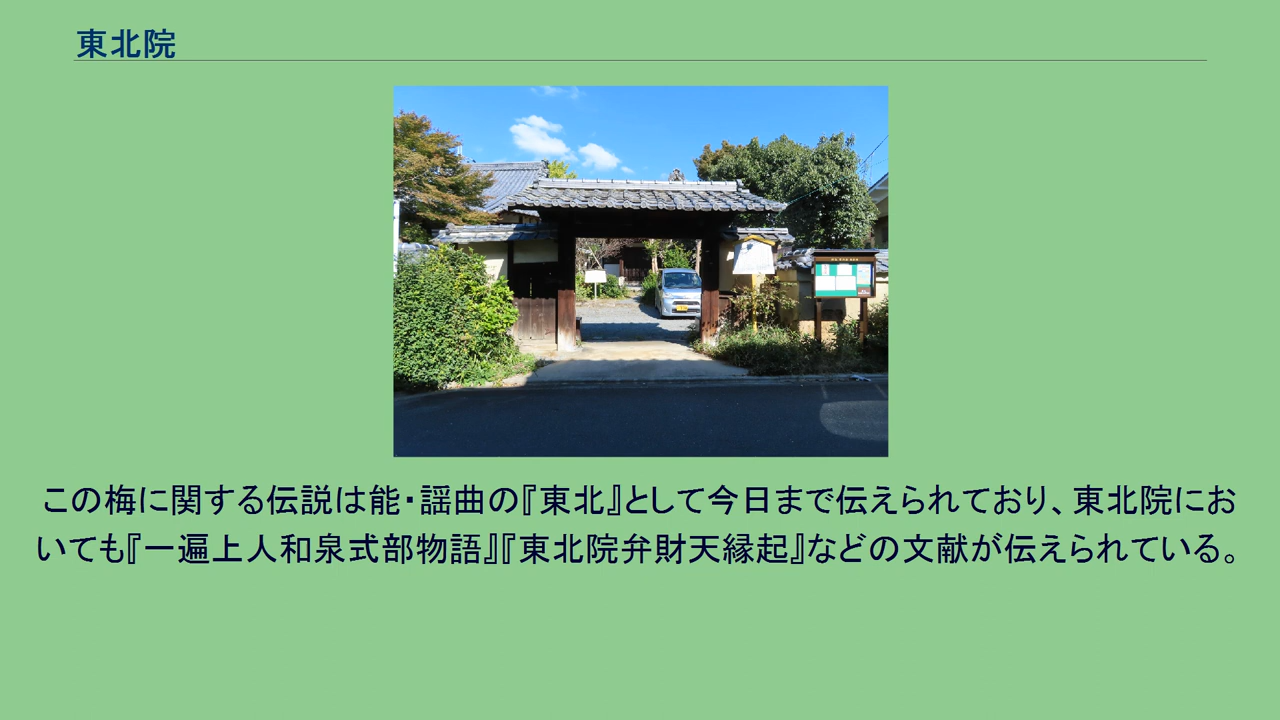 東北院
この梅に関する伝説は能・謡曲の『東北』として今日まで伝えられており、東北院にお
いても『一遍上人和泉式部物語』『東北院弁財天縁起』などの文献が伝えられている。